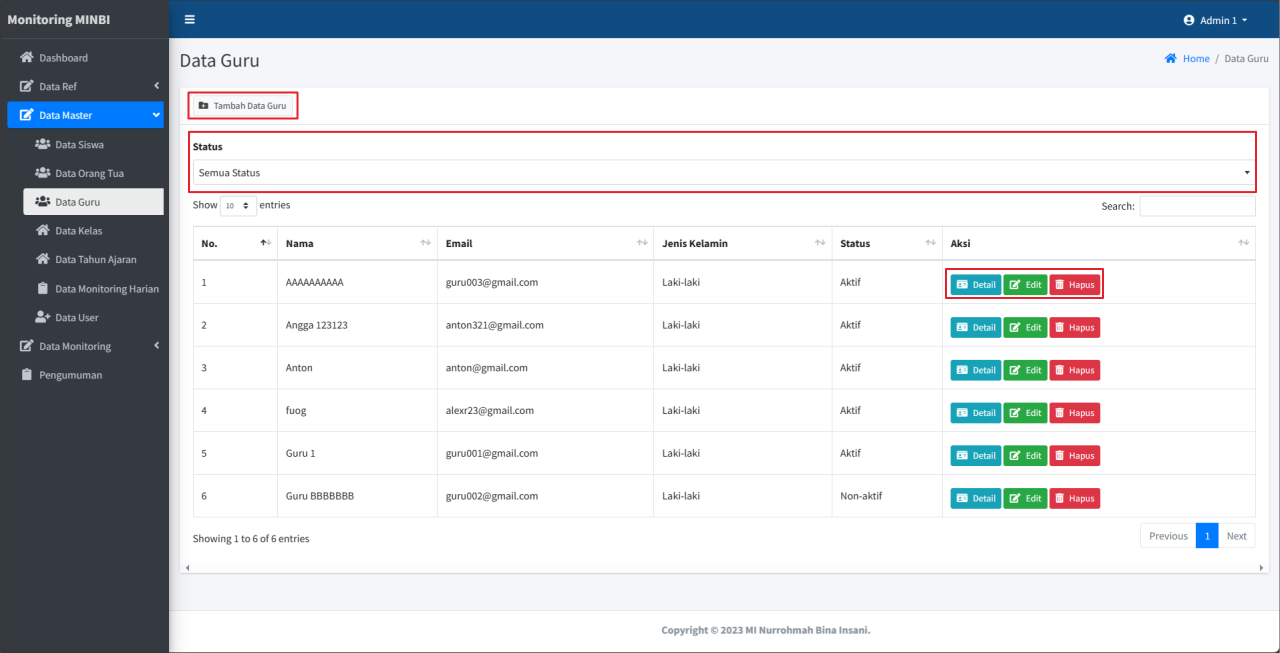 Monitoring MINBI
Admin 1
Dashboard
Data Ref
Data Master
Data Siswa
Data Orang Tua
Data Guru
Data Kelas
Data Tahun Ajaran
Data Monitoring Harian
Data User
Data Monitoring
Pengumuman
Data Guru
Home / Data Guru
Tambah Data Guru
Status
Semua Status
Show 10 entries
Search:
No. Nama Email Jenis Kelamin Status Aksi
1 AAAAAAAAAA guru003@gmail.com Laki-laki Aktif Detail Edit Hapus
2 Angga 123123 anton321@gmail.com Laki-laki Aktif Detail Edit Hapus
3 Anton anton@gmail.com Laki-laki Aktif Detail Edit Hapus
4 fuog alexr23@gmail.com Laki-laki Aktif Detail Edit Hapus
5 Guru 1 guru001@gmail.com Laki-laki Aktif Detail Edit Hapus
6 Guru BBBBBBB guru002@gmail.com Laki-laki Non-aktif Detail Edit Hapus
Showing 1 to 6 of 6 entries
Previous 1 Next
Copyright © 2023 MI Nurrohmah Bina Insani.